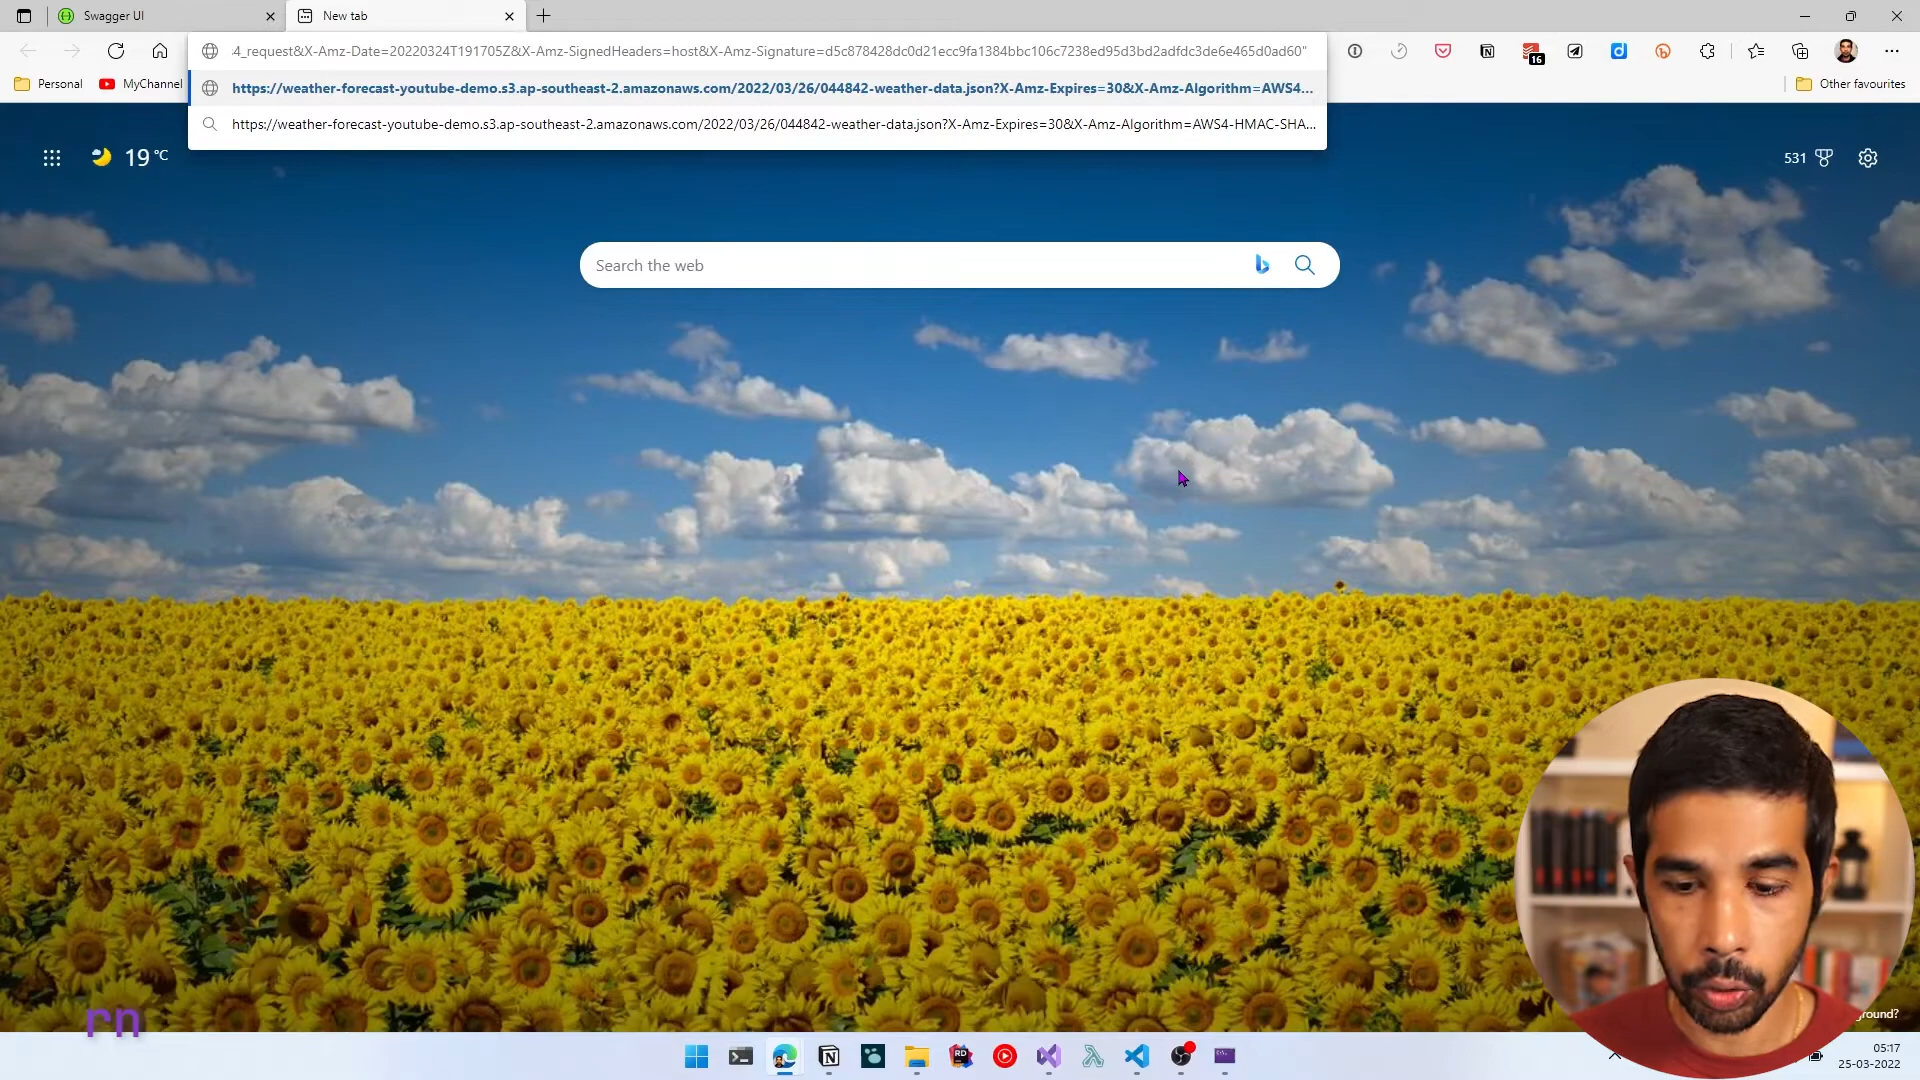 Swagger UI
New tab
4_request&X-Amz-Date=20220324T191705Z&X-Amz-SignedHeaders=host&X-Amz-Signature=d5c878428dc0d21ecc9fa1384bbc106c7238ed95d3bd2adfdc3de6e465d0ad60"
16
Personal
MyChannel
https://weather-forecast-youtube-demo.s3.ap-southeast-2.amazonaws.com/2022/03/26/044842-weather-data.json?X-Amz-Expires=30&X-Amz-Algorithm=AWS4...
Other favourites
https://weather-forecast-youtube-demo.s3.ap-southeast-2.amazonaws.com/2022/03/26/044842-weather-data.json?X-Amz-Expires=30&X-Amz-Algorithm=AWS4-HMAC-SHA...
19 °C
531
Search the web
rn
ground?
RD
05:17
25-03-2022